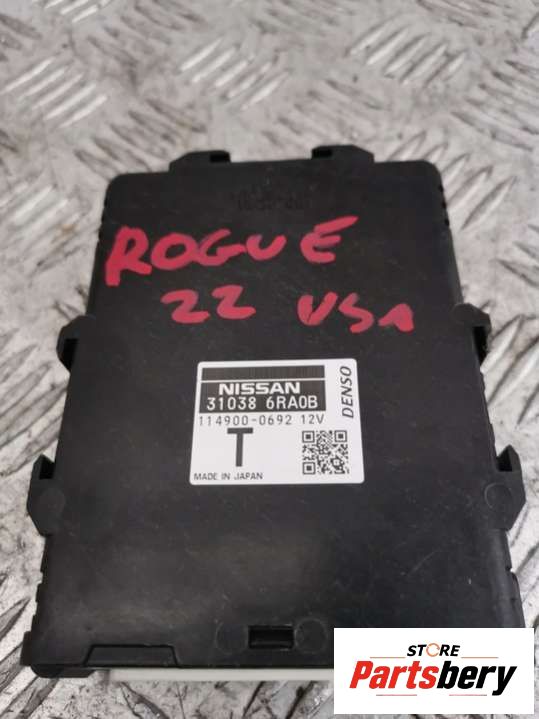 ROGUE
22 USA
NISSAN
31038 6RA0B
114900-0692 12V
DENSO
T
MADE IN JAPAN
STORE
Partsbery